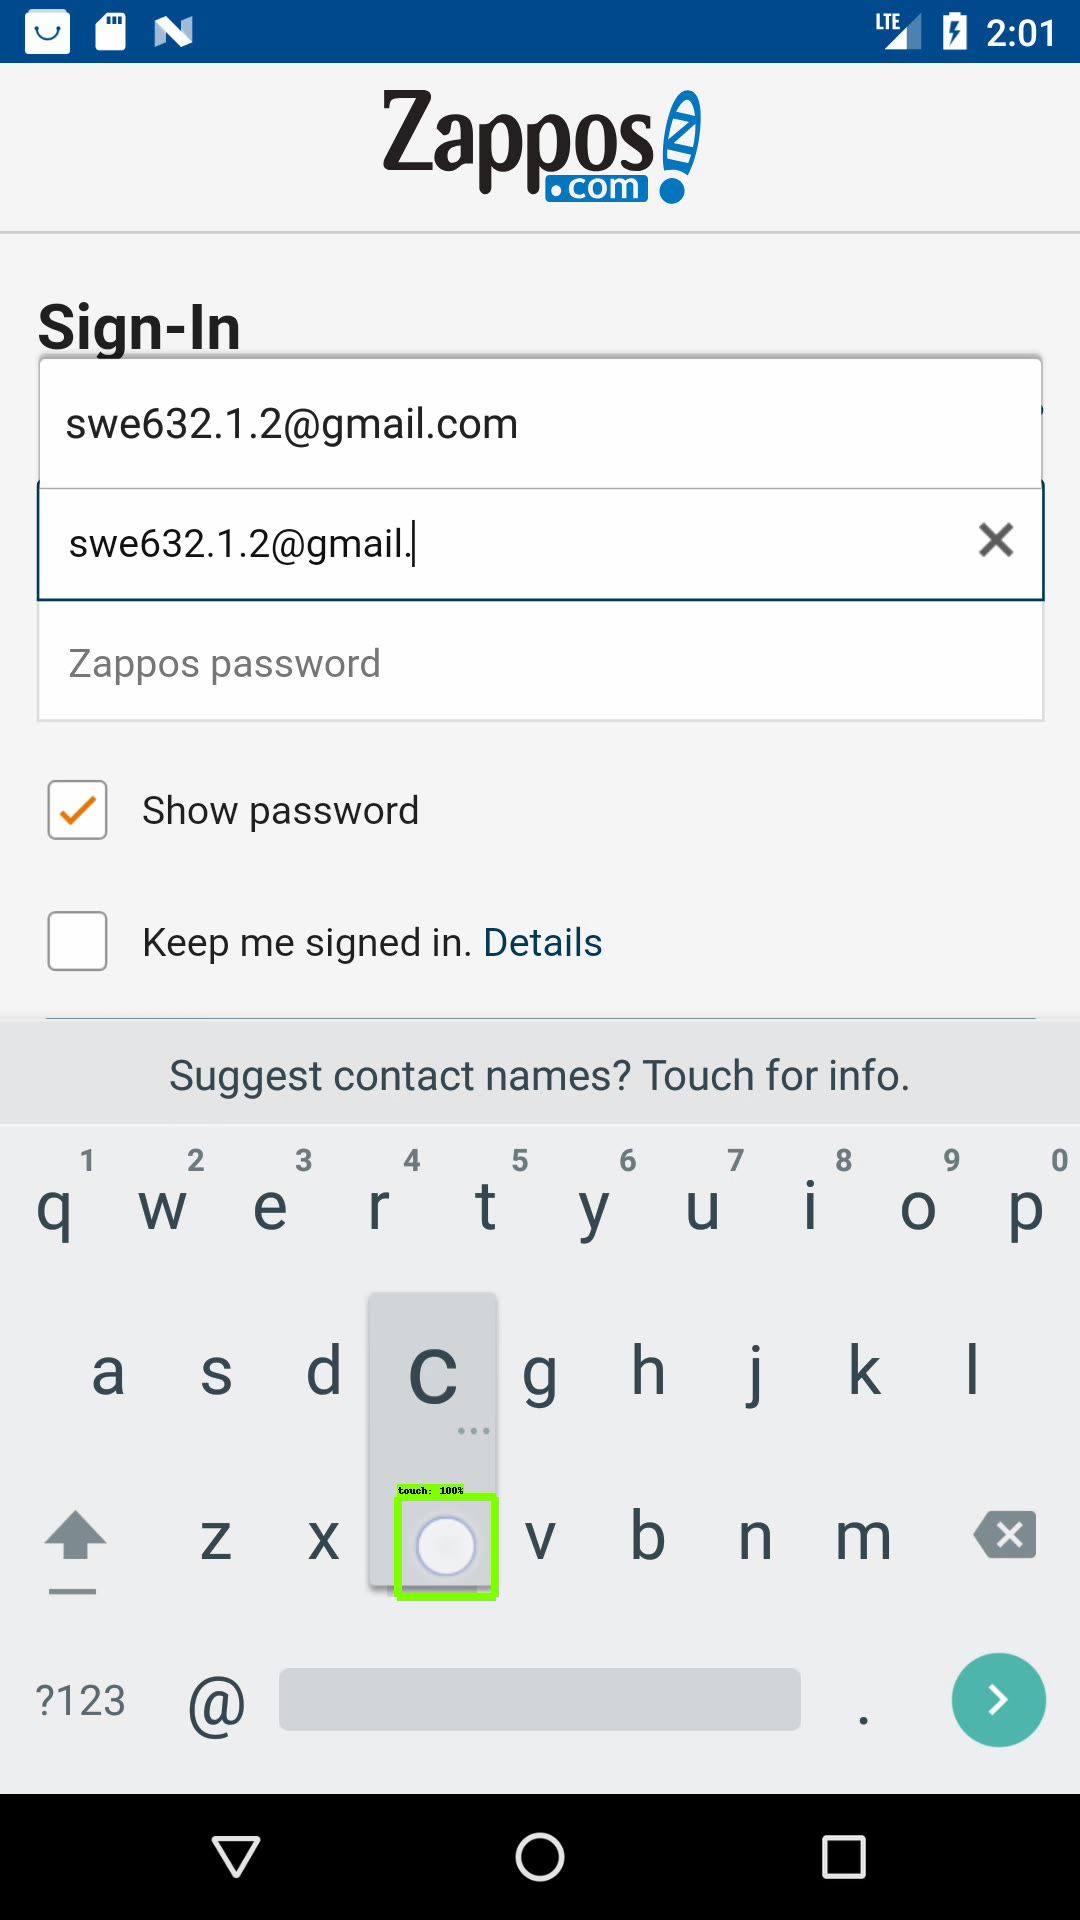 LTE 2:01
Zappos
.com
Sign-In
swe632.1.2@gmail.com
swe632.1.2@gmail.
Zappos password
Show password
Keep me signed in. Details
Suggest contact names? Touch for info.
1 2 3 4 5 6 7 8 9 0
q w e r t y u i o p
a s d c g h j k l
touch: 100%
z x v b n m
?123 @ .